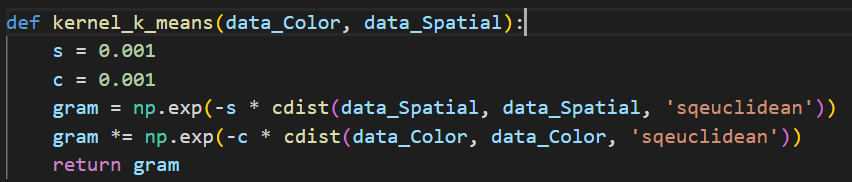 def kernel_k_means(data_Color, data_Spatial):
    s = 0.001
    c = 0.001
    gram = np.exp(-s * cdist(data_Spatial, data_Spatial, 'sqeuclidean'))
    gram *= np.exp(-c * cdist(data_Color, data_Color, 'sqeuclidean'))
    return gram